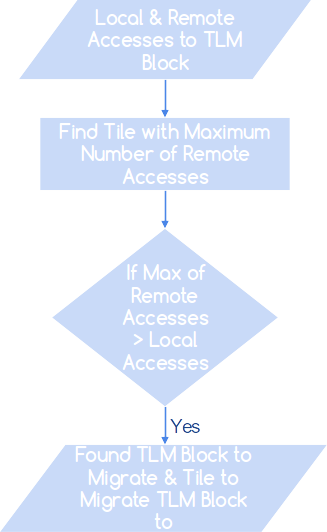 Local & Remote
Accesses to TLM
Block
Find Tile with Maximum
Number of Remote
Accesses
If Max of
Remote
Accesses
> Local
Accesses
Yes
Found TLM Block to
Migrate & Tile to
Migrate TLM Block
to